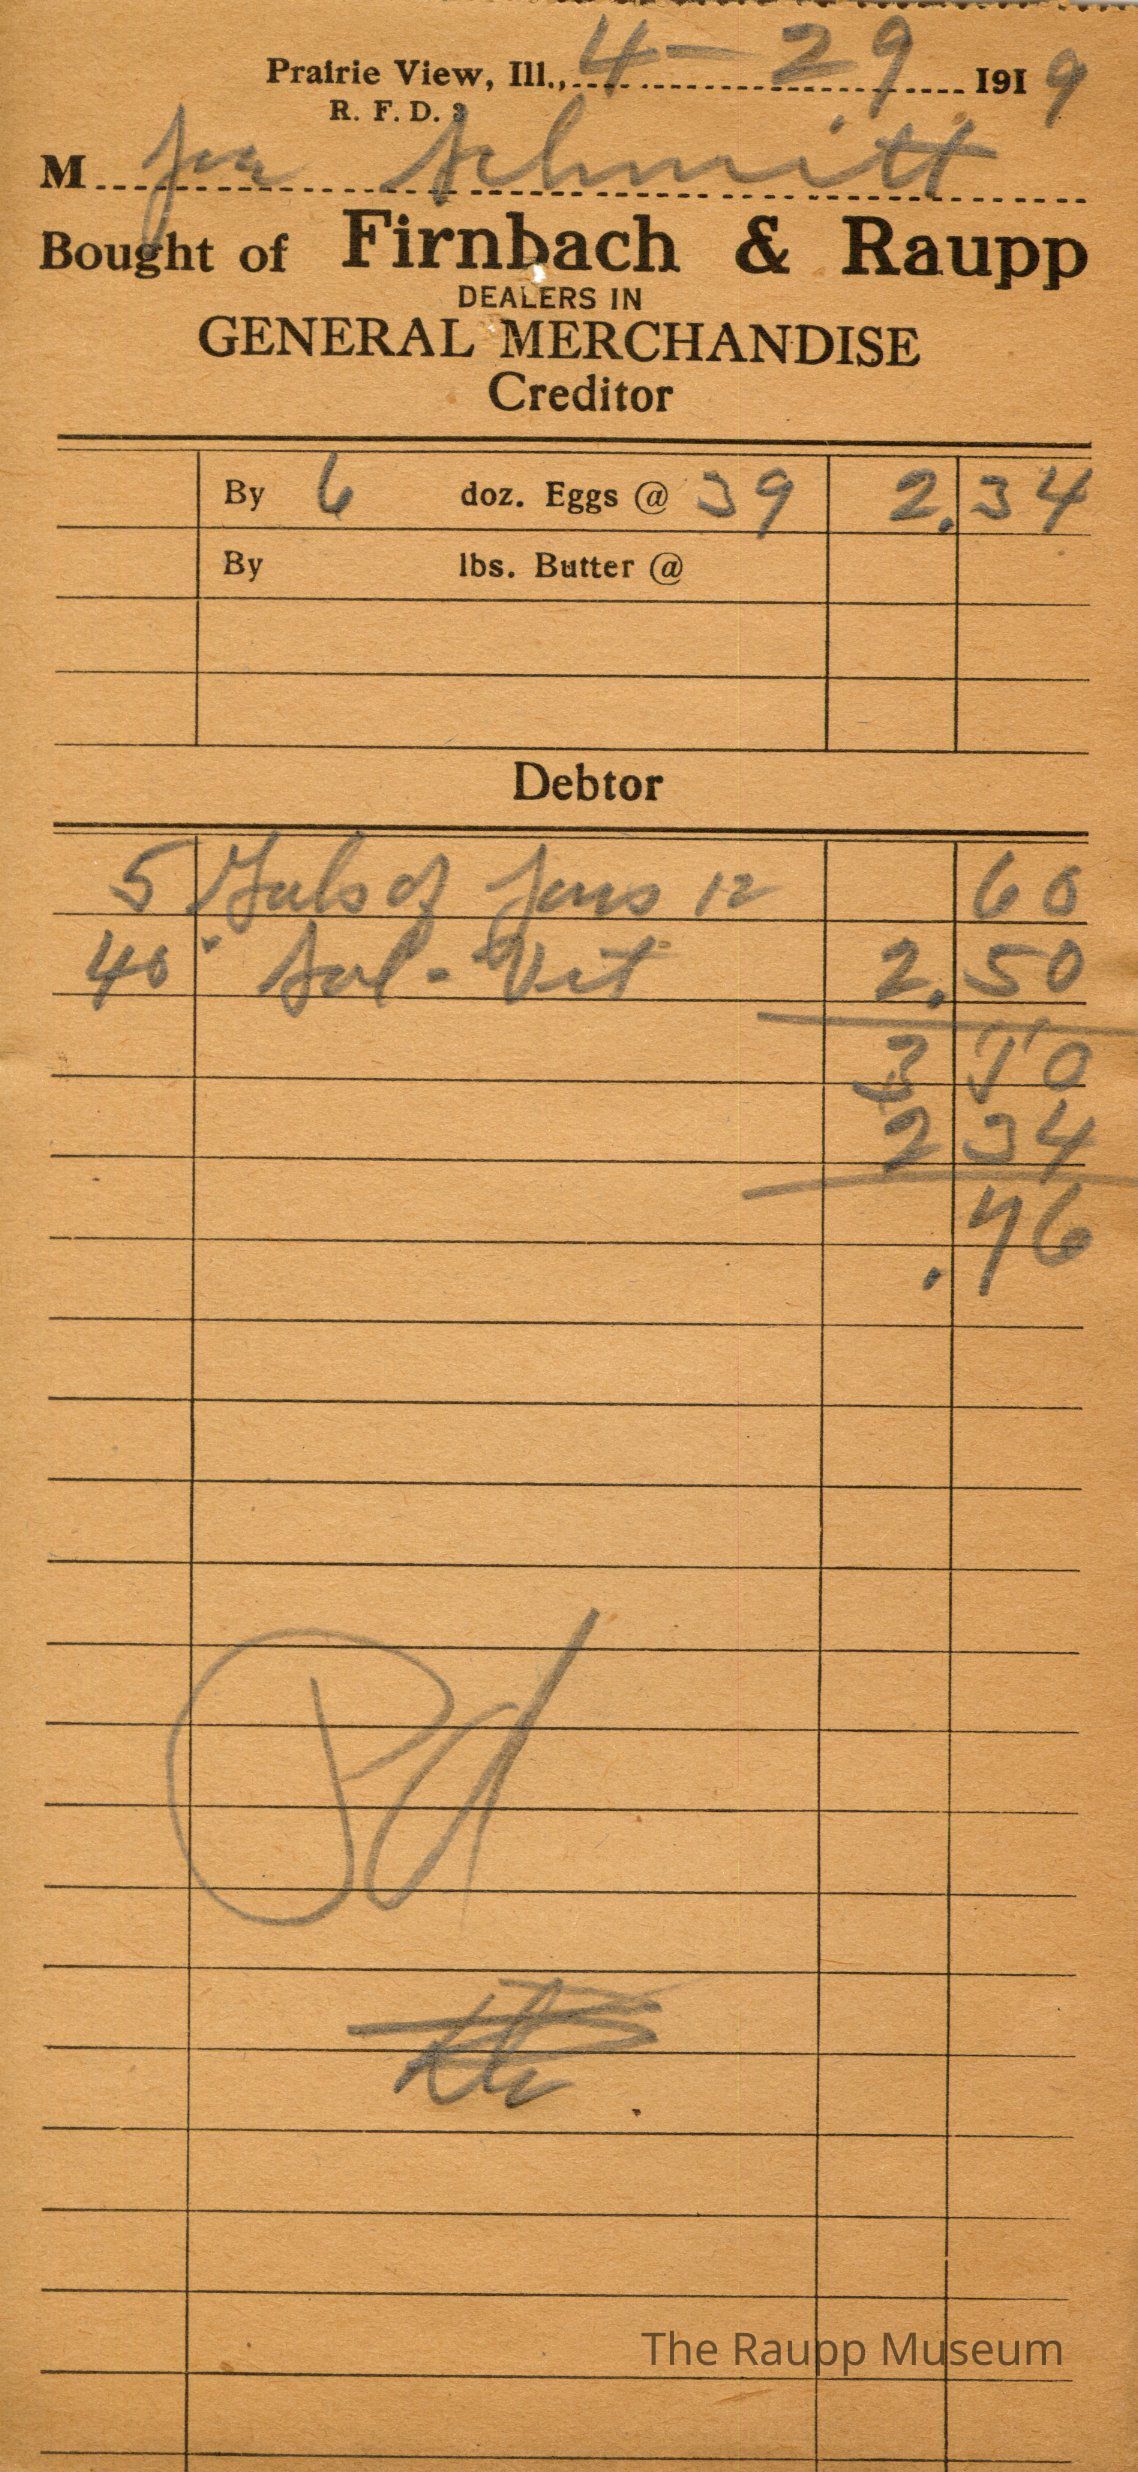 Prairie View, Ill., 4-29 1919
R. F. D. 3
M Joe Schmitt
Bought of Firnbach & Raupp
DEALERS IN
GENERAL MERCHANDISE
Creditor
By 6 doz. Eggs @ 39 2.34
By lbs. Butter @
Debtor
5 Gals of 12 60
40 Sal-Vet 2.50
3 10
2 34
.76
Pd
The Raupp Museum